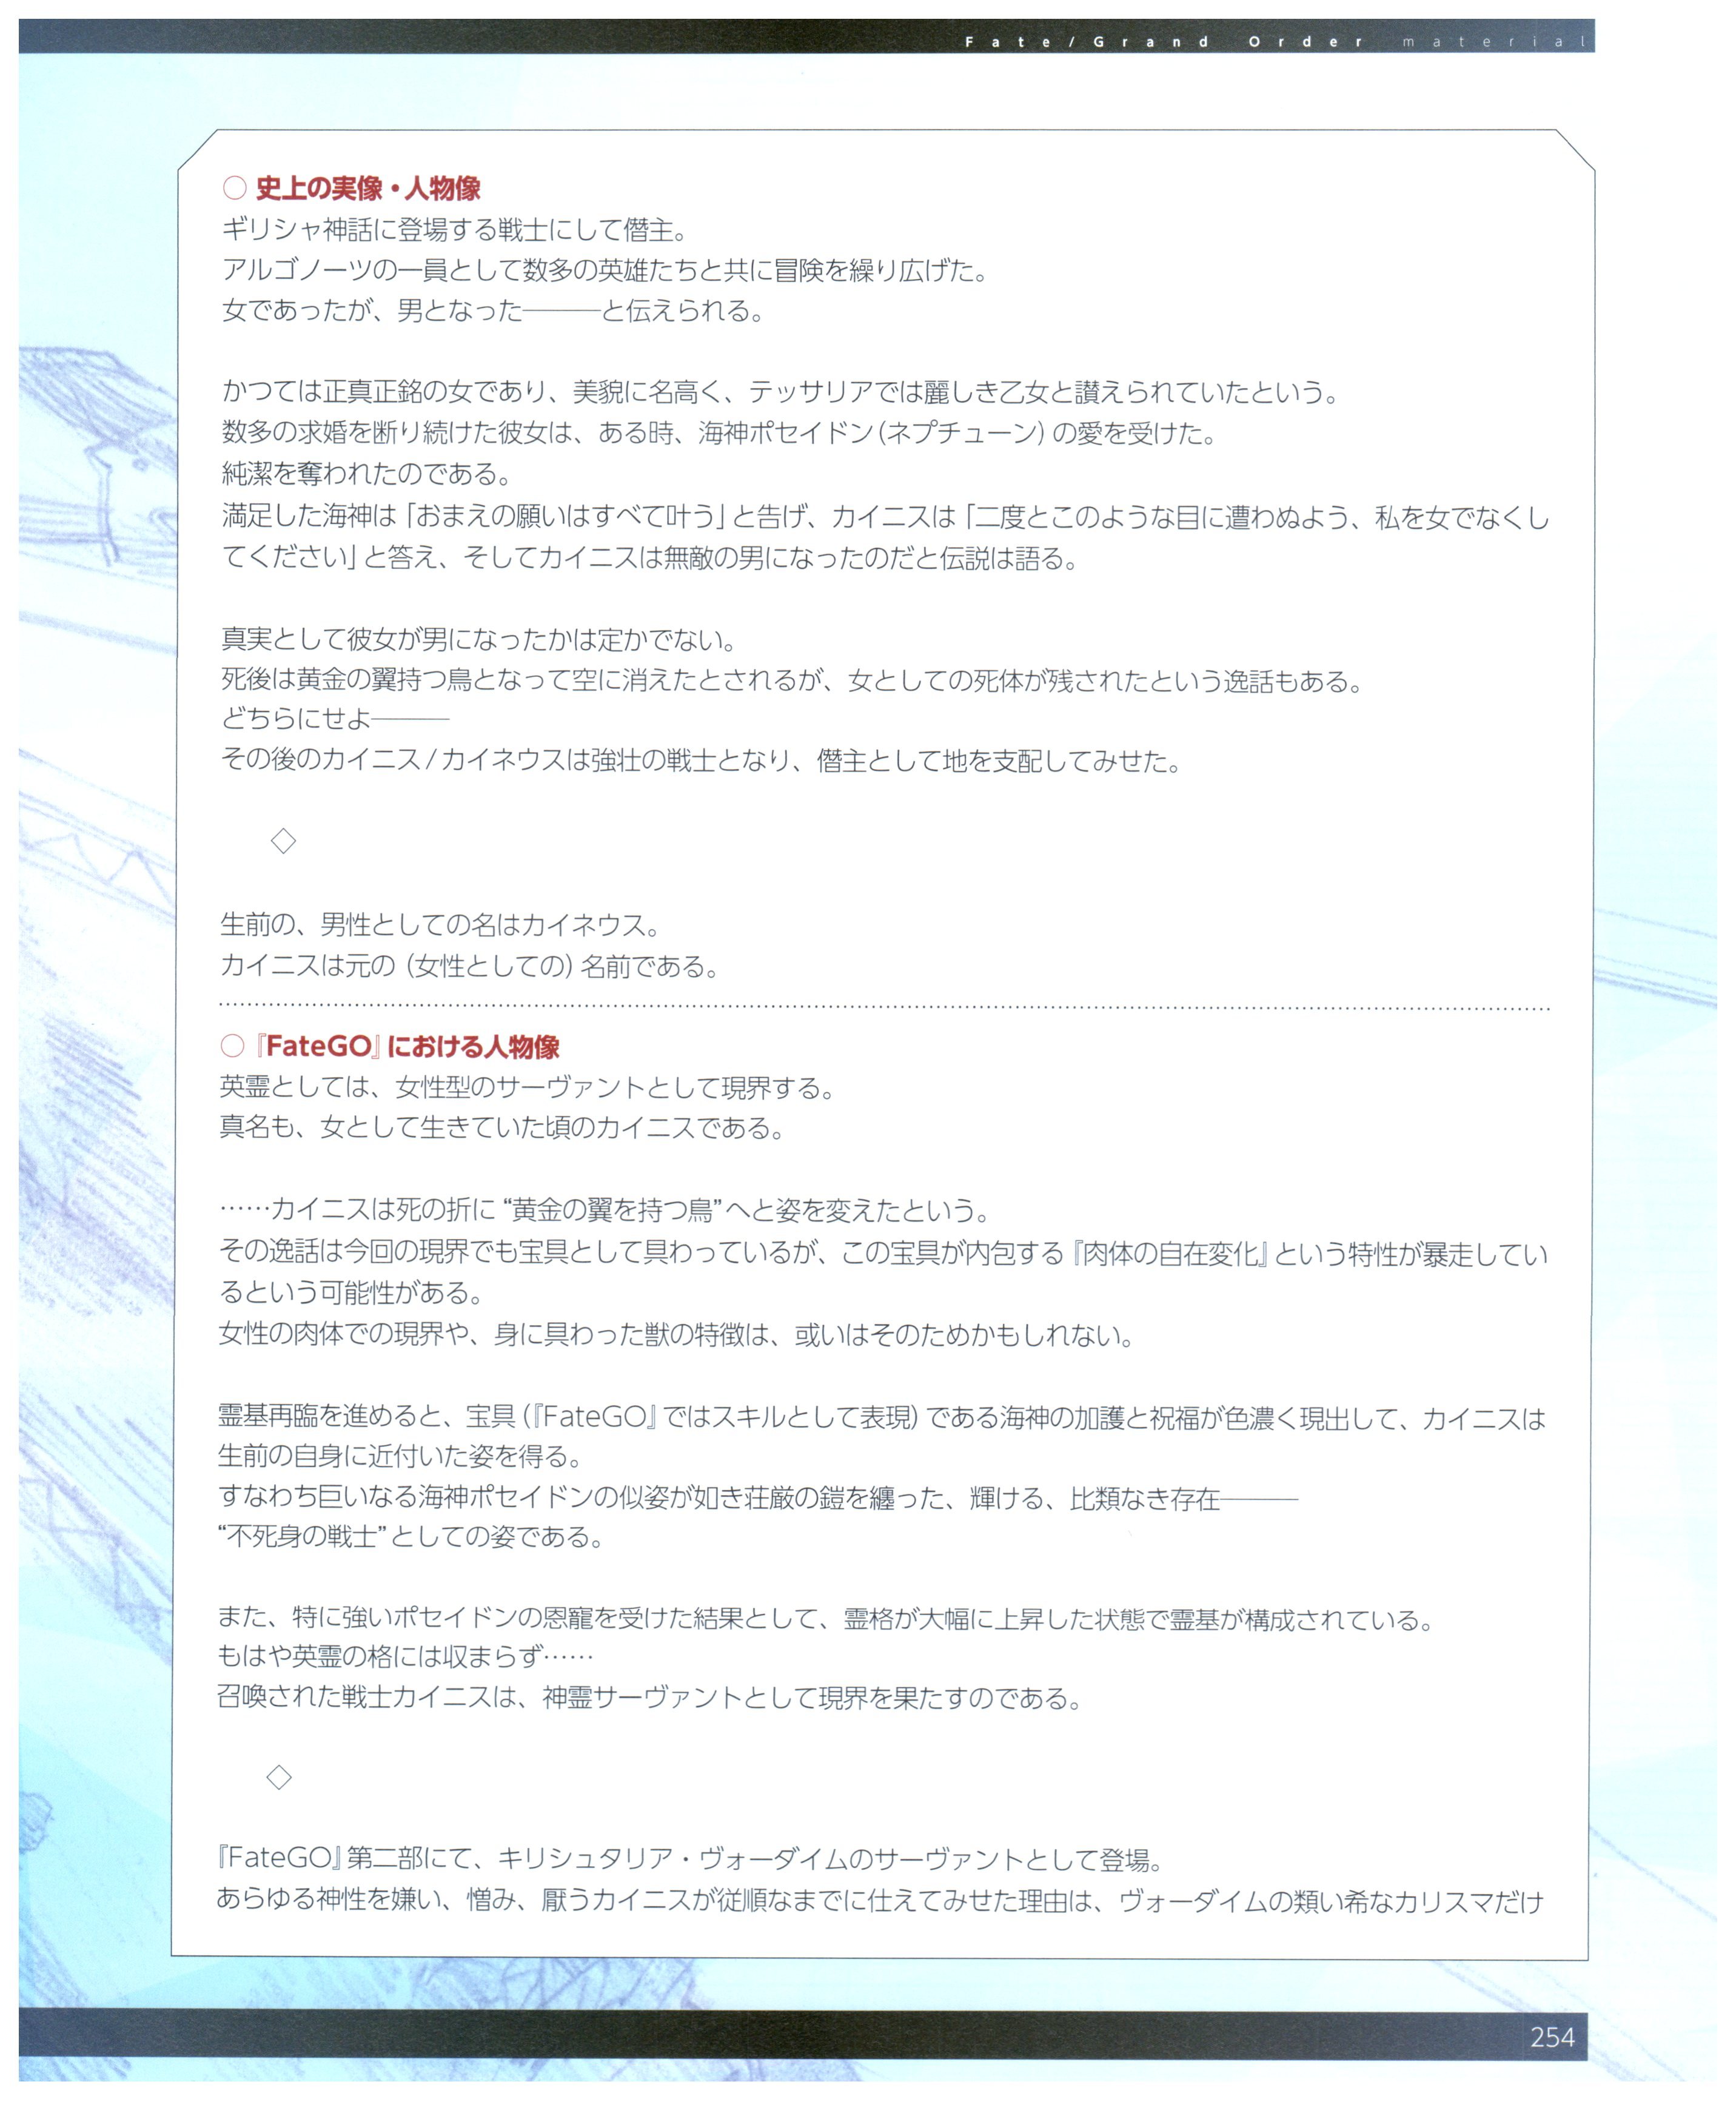 Fate/Grand Order material
○ 史上の実像・人物像
ギリシャ神話に登場する戦士にして僭主。
アルゴノーツの一員として数多の英雄たちと共に冒険を繰り広げた。
女であったが、男となった―――と伝えられる。
かつては正真正銘の女であり、美貌に名高く、テッサリアでは麗しき乙女と讃えられていたという。
数多の求婚を断り続けた彼女は、ある時、海神ポセイドン（ネプチューン）の愛を受けた。
純潔を奪われたのである。
満足した海神は「おまえの願いはすべて叶う」と告げ、カイニスは「二度とこのような目に遭わぬよう、私を女でなくし
てください」と答え、そしてカイニスは無敵の男になったのだと伝説は語る。
真実として彼女が男になったかは定かでない。
死後は黄金の翼持つ鳥となって空に消えたとされるが、女としての死体が残されたという逸話もある。
どちらにせよ―――
その後のカイニス/カイネウスは強壮の戦士となり、僭主として地を支配してみせた。
◇
生前の、男性としての名はカイネウス。
カイニスは元の（女性としての）名前である。
○『FateGO』における人物像
英霊としては、女性型のサーヴァントとして現界する。
真名も、女として生きていた頃のカイニスである。
……カイニスは死の折に“黄金の翼を持つ鳥”へと姿を変えたという。
その逸話は今回の現界でも宝具として具わっているが、この宝具が内包する『肉体の自在変化』という特性が暴走してい
るという可能性がある。
女性の肉体での現界や、身に具わった獣の特徴は、或いはそのためかもしれない。
霊基再臨を進めると、宝具（『FateGO』ではスキルとして表現）である海神の加護と祝福が色濃く現出して、カイニスは
生前の自身に近付いた姿を得る。
すなわち巨いなる海神ポセイドンの似姿が如き荘厳の鎧を纏った、輝ける、比類なき存在―――
“不死身の戦士”としての姿である。
また、特に強いポセイドンの恩寵を受けた結果として、霊格が大幅に上昇した状態で霊基が構成されている。
もはや英霊の格には収まらず……
召喚された戦士カイニスは、神霊サーヴァントとして現界を果たすのである。
◇
『FateGO』第二部にて、キリシュタリア・ヴォーダイムのサーヴァントとして登場。
あらゆる神性を嫌い、憎み、厭うカイニスが従順なまでに仕えてみせた理由は、ヴォーダイムの類い希なカリスマだけ
254